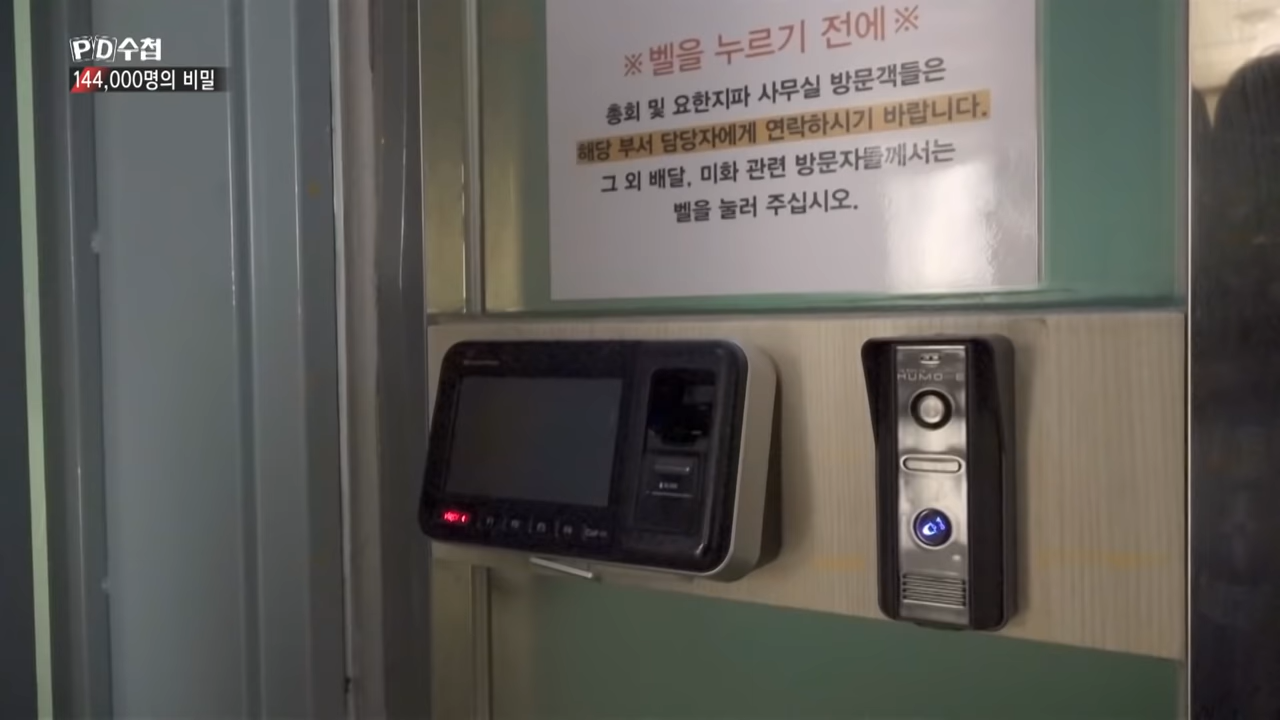 PD수첩
144,000명의 비밀
※벨을 누르기 전에※
총회 및 요한지파 사무실 방문객들은
해당 부서 담당자에게 연락하시기 바랍니다.
그 외 배달, 미화 관련 방문자들께서는
벨을 눌러 주십시오.